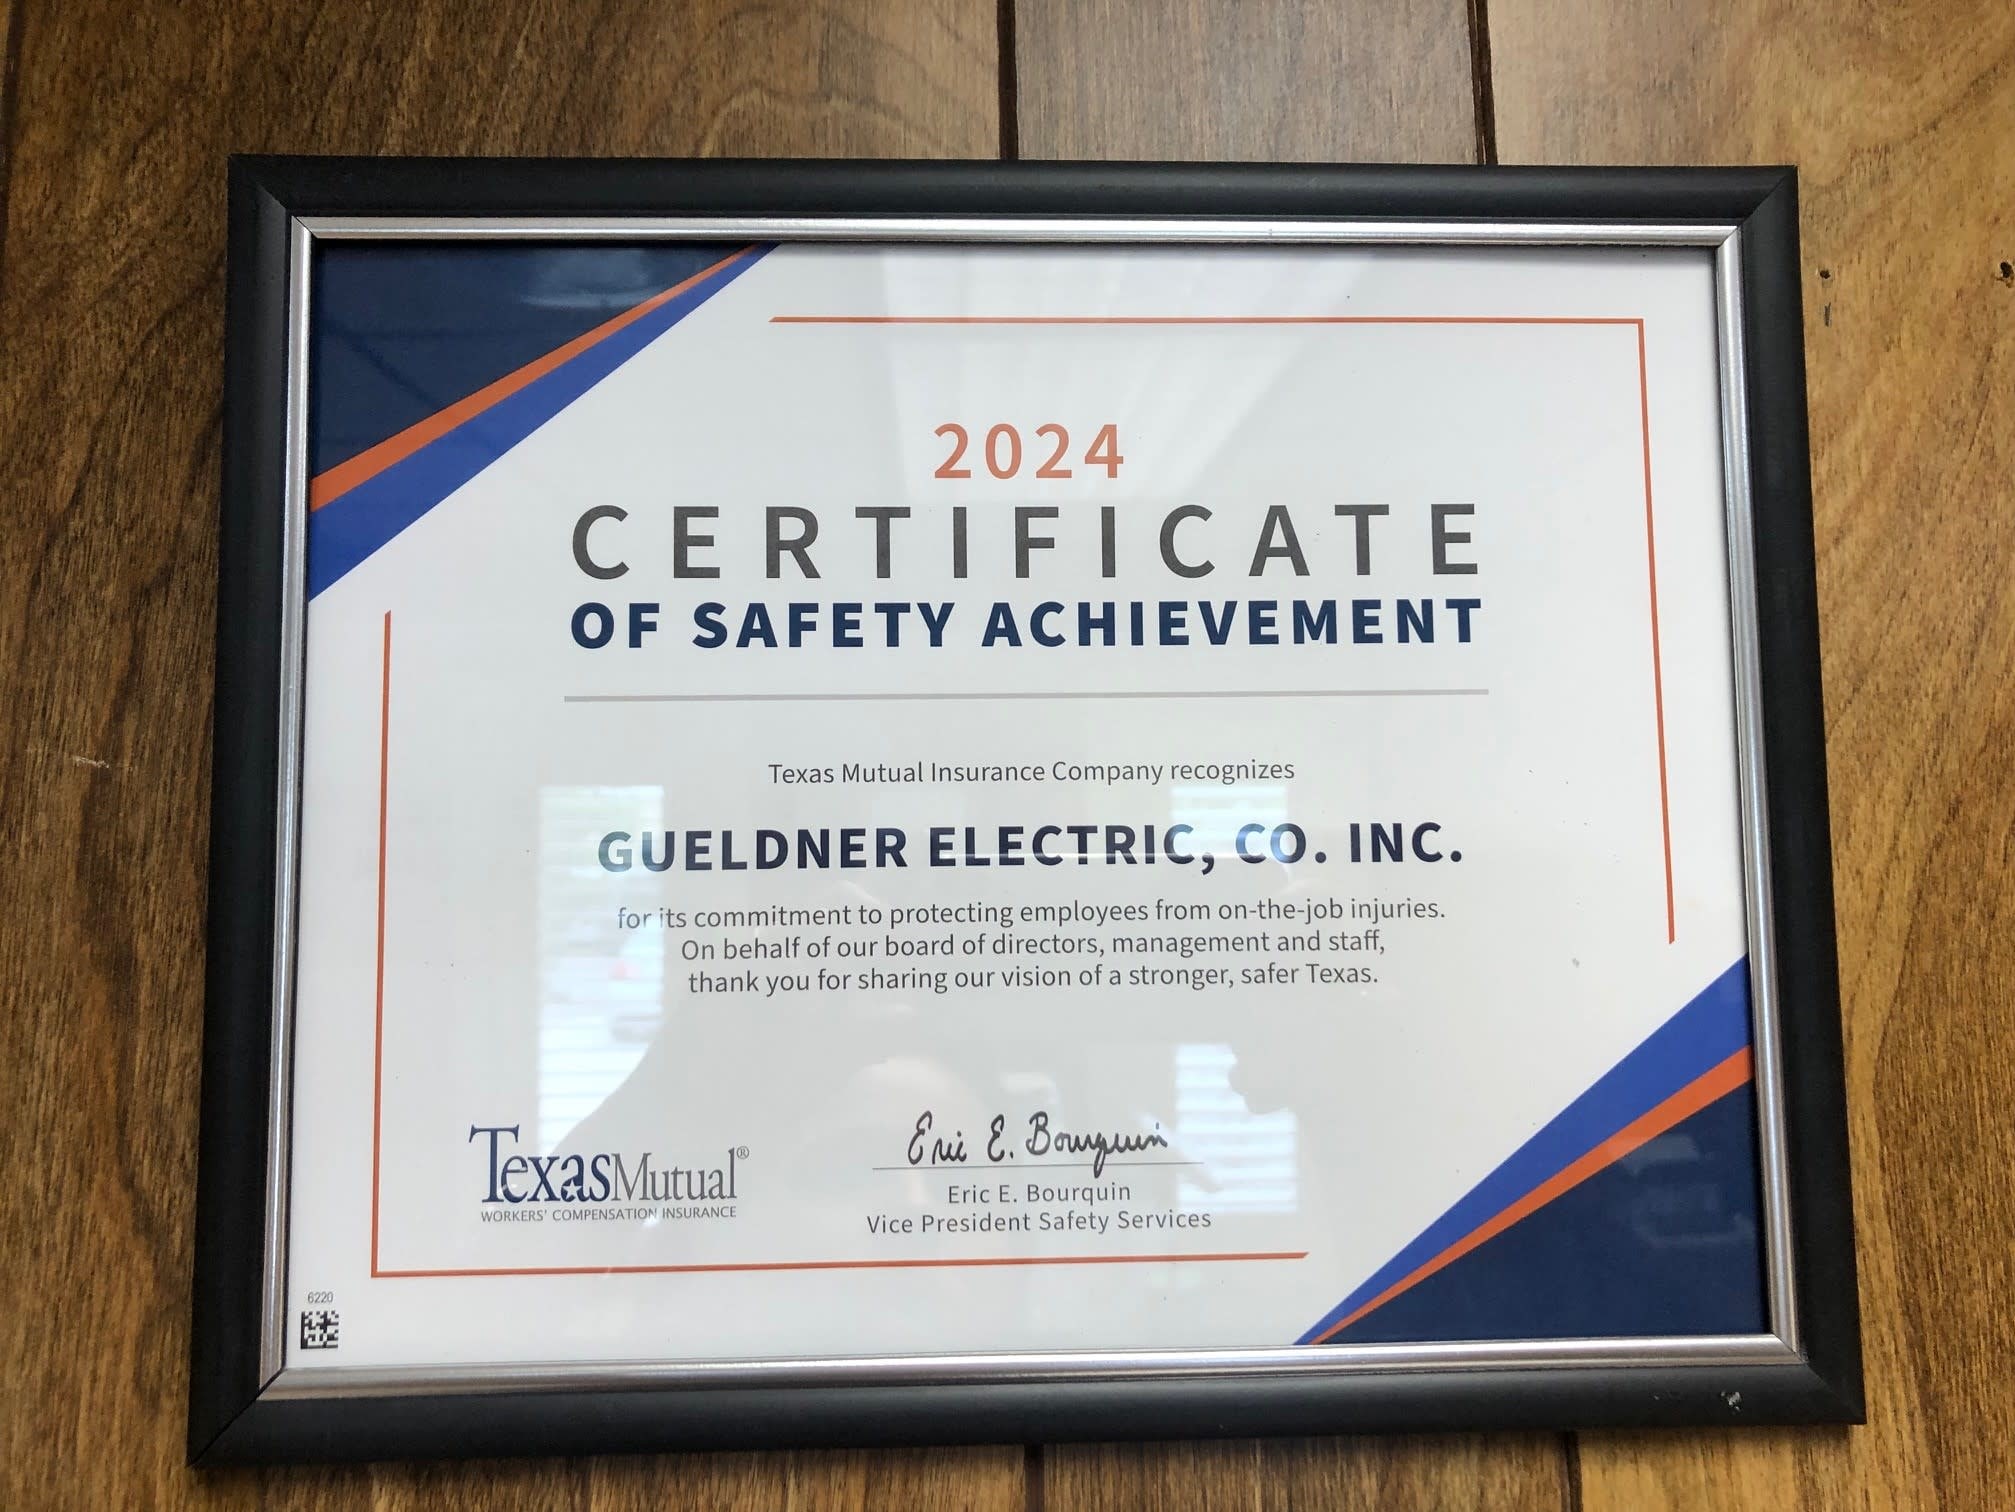 2024
CERTIFICATE
OF SAFETY ACHIEVEMENT
Texas Mutual Insurance Company recognizes
GUELDNER ELECTRIC, CO. INC.
for its commitment to protecting employees from on-the-job injuries.
On behalf of our board of directors, management and staff,
thank you for sharing our vision of a stronger, safer Texas.
Eric E. Bourquin
TexasMutual®
WORKERS' COMPENSATION INSURANCE
Eric E. Bourquin
Vice President Safety Services
6220